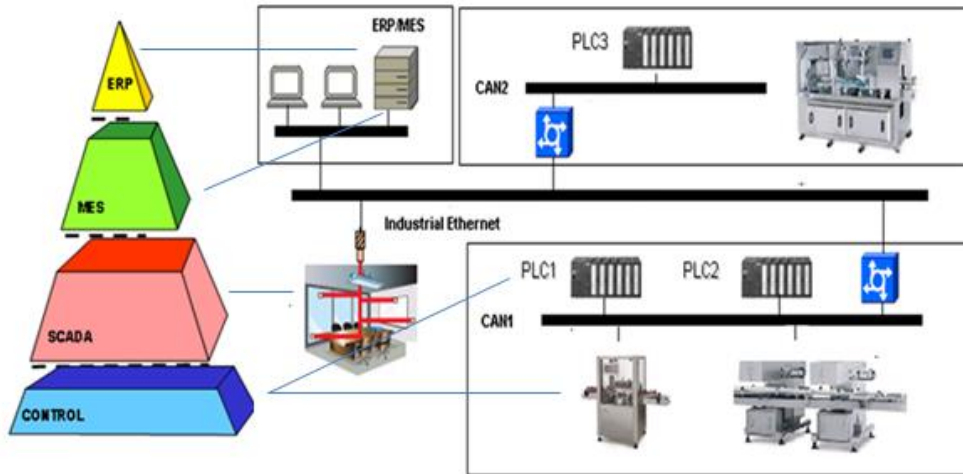 ERP
MES
SCADA
CONTROL
ERP/MES
PLC3
CAN2
Industrial Ethernet
PLC1
PLC2
CAN1